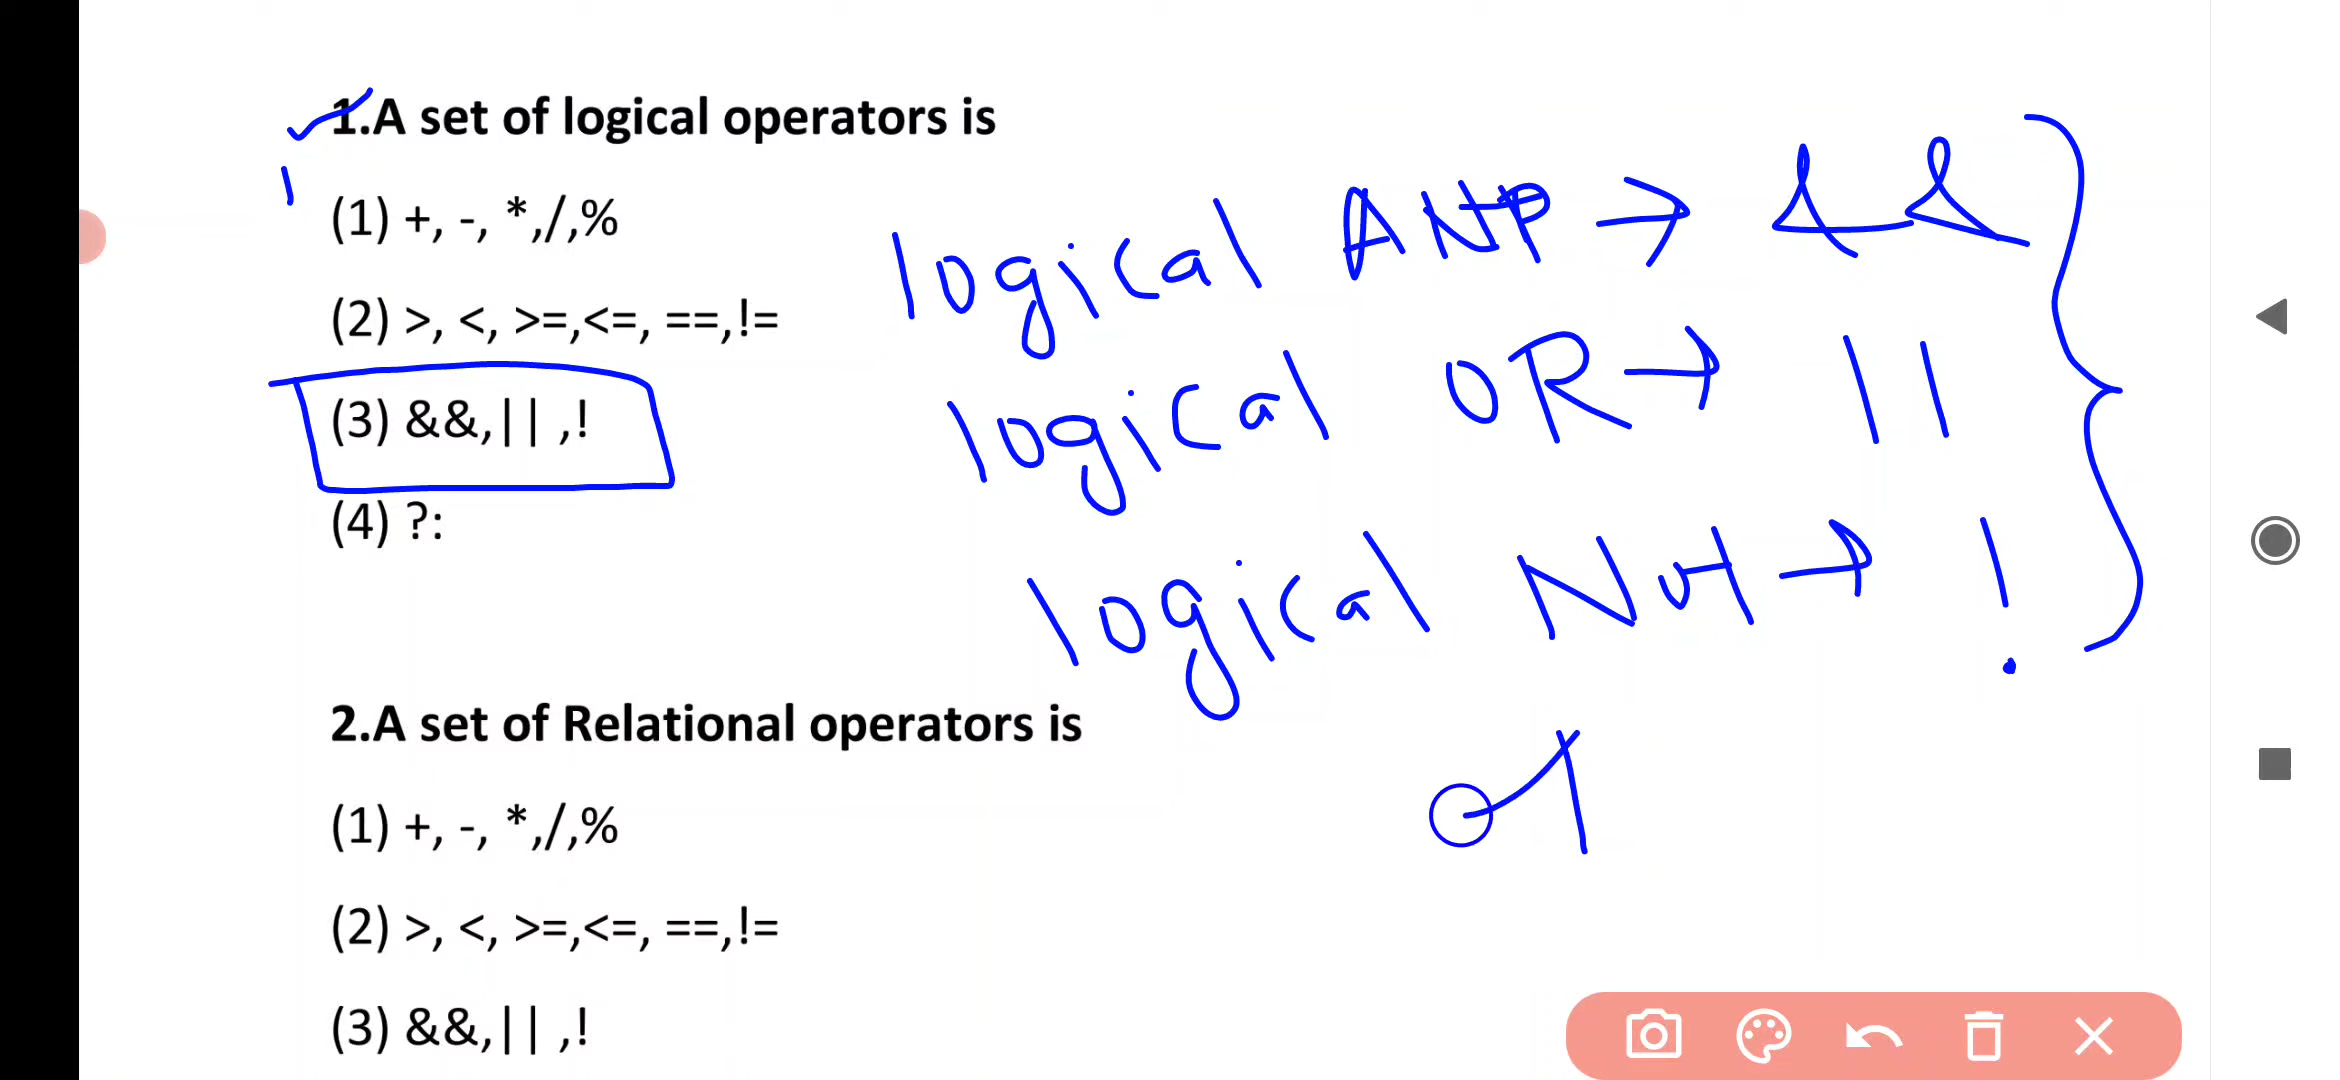 1.A set of logical operators is
(1) +, -, *,/,%
(2) >, <, >=,<=, ==,!=
(3) &&,|| ,!
(4) ?:
logical AND → &&
logical OR → ||
logical Not → !
2.A set of Relational operators is
(1) +, -, *,/,%
(2) >, <, >=,<=, ==,!=
(3) &&,|| ,!